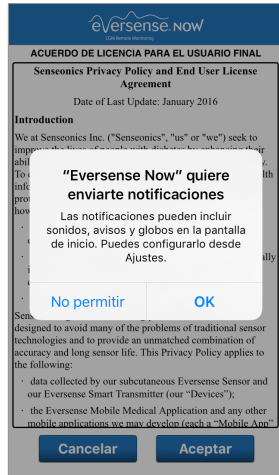 eversense. NOW
CGM Remote Monitoring
ACUERDO DE LICENCIA PARA EL USUARIO FINAL
Senseonics Privacy Policy and End User License
Agreement
Date of Last Update: January 2016
Introduction
We at Senseonics Inc. ("Senseonics", "us" or "we") seek to
improve the lives of people with diabetes by enhancing their
"Eversense Now" quiere
enviarte notificaciones
Las notificaciones pueden incluir
sonidos, avisos y globos en la pantalla
de inicio. Puedes configurarlo desde
Ajustes.
No permitir
OK
designed to avoid many of the problems of traditional sensor
technologies and to provide an unmatched combination of
accuracy and long sensor life. This Privacy Policy applies to
the following:
· data collected by our subcutaneous Eversense Sensor and
our Eversense Smart Transmitter (our "Devices");
· the Eversense Mobile Medical Application and any other
mobile applications we may develop (each a "Mobile App"
Cancelar
Aceptar